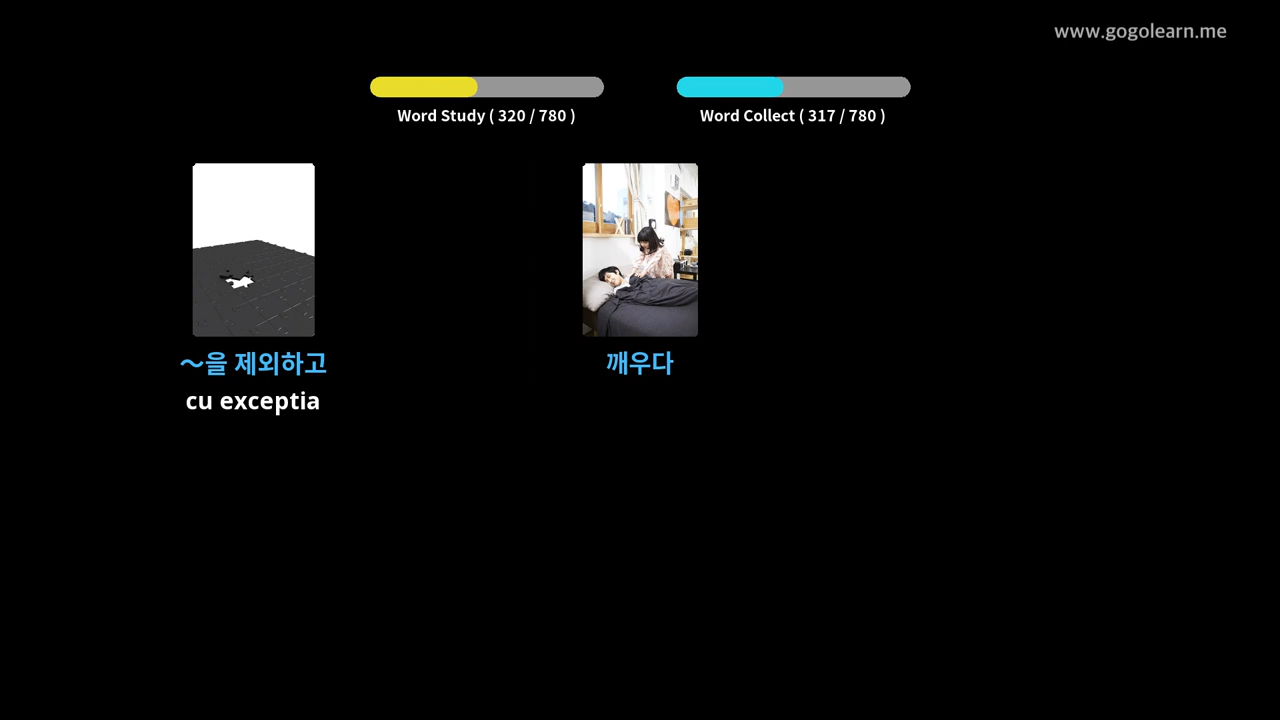 www.gogolearn.me
Word Study ( 320 / 780 )
Word Collect ( 317 / 780 )
～을 제외하고
cu exceptia
깨우다